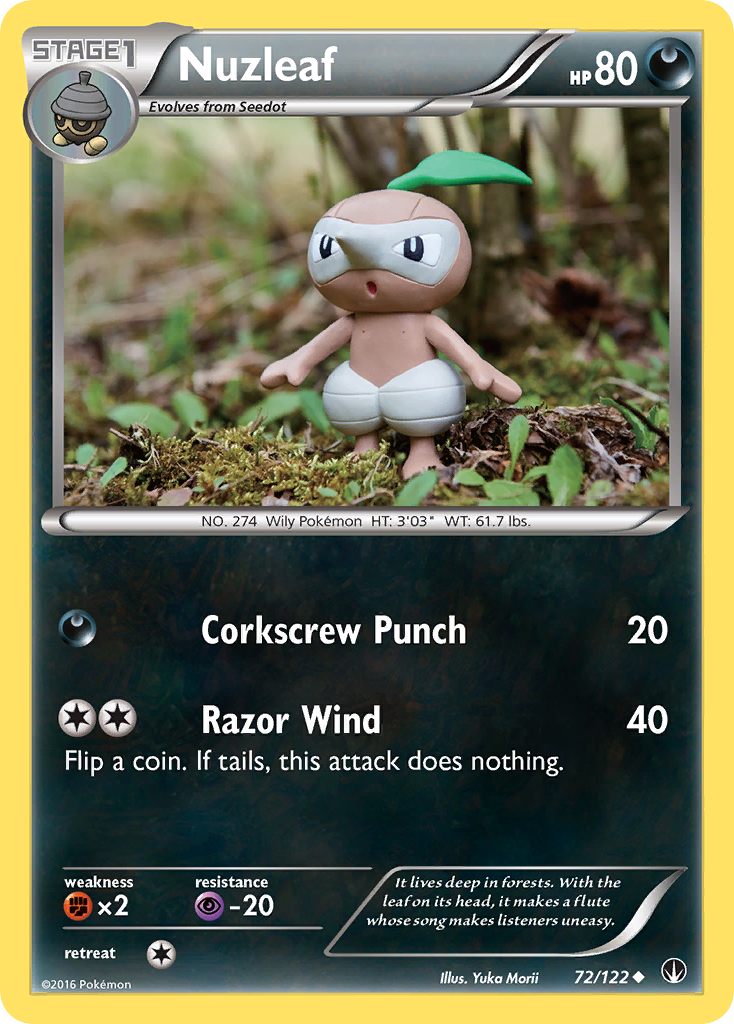 STAGE1
Nuzleaf
HP 80
Evolves from Seedot
NO. 274 Wily Pokémon HT: 3'03" WT: 61.7 lbs.
Corkscrew Punch 20
Razor Wind 40
Flip a coin. If tails, this attack does nothing.
weakness
×2
resistance
-20
retreat
It lives deep in forests. With the
leaf on its head, it makes a flute
whose song makes listeners uneasy.
©2016 Pokémon
Illus. Yuka Morii
72/122